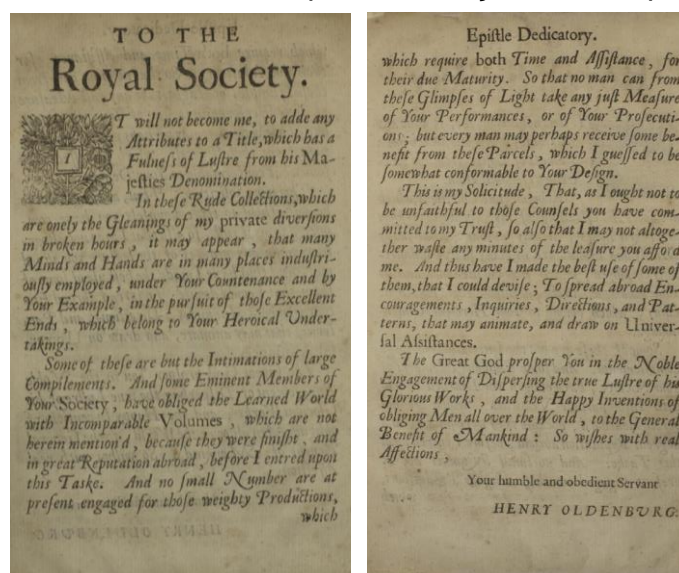 TO THE
Royal Society.
IT will not become me, to adde any
Attributes to a Title, which has a
Fulneſs of Luſtre from his Ma-
jeſties Denomination.
In theſe Rude Collections, which
are onely the Gleanings of my private diverſions
in broken hours, it may appear, that many
Minds and Hands are in many places induſtri-
ouſly employed, under Your Countenance and by
Your Example, in the purſuit of thoſe Excellent
Ends, which belong to Your Heroical Under-
takings.
Some of theſe are but the Intimations of large
Compilements. And ſome Eminent Members of
Your Society, have obliged the Learned World
with Incomparable Volumes, which are not
herein mention'd, becauſe they were finiſht, and
in great Reputation abroad, before I entred upon
this Taske. And no ſmall Number are at
preſent engaged for thoſe weighty Productions,
which
Epiſtle Dedicatory.
which require both Time and Aſſiſtance, for
their due Maturity. So that no man can from
theſe Glimpſes of Light take any juſt Meaſure
of Your Performances, or of Your Proſecuti-
ons; but every man may perhaps receive ſome be-
nefit from theſe Parcels, which I gueſſed to be
ſomewhat conformable to Your Deſign.
This is my Solicitude, That, as I ought not to
be unfaithful to thoſe Counſels you have com-
mitted to my Truſt, ſo alſo that I may not altoge-
ther waſte any minutes of the leaſure you afford
me. And thus have I made the beſt uſe of ſome of
them, that I could deviſe; To ſpread abroad En-
couragements, Inquiries, Directions, and Pat-
terns, that may animate, and draw on Univer-
ſal Aſſiſtances.
The Great God proſper You in the Noble
Engagement of Diſperſing the true Luſtre of his
Glorious Works, and the Happy Inventions of
obliging Men all over the World, to the General
Benefit of Mankind: So wiſhes with real
Affections,
Your humble and obedient Servant
HENRY OLDENBURG.